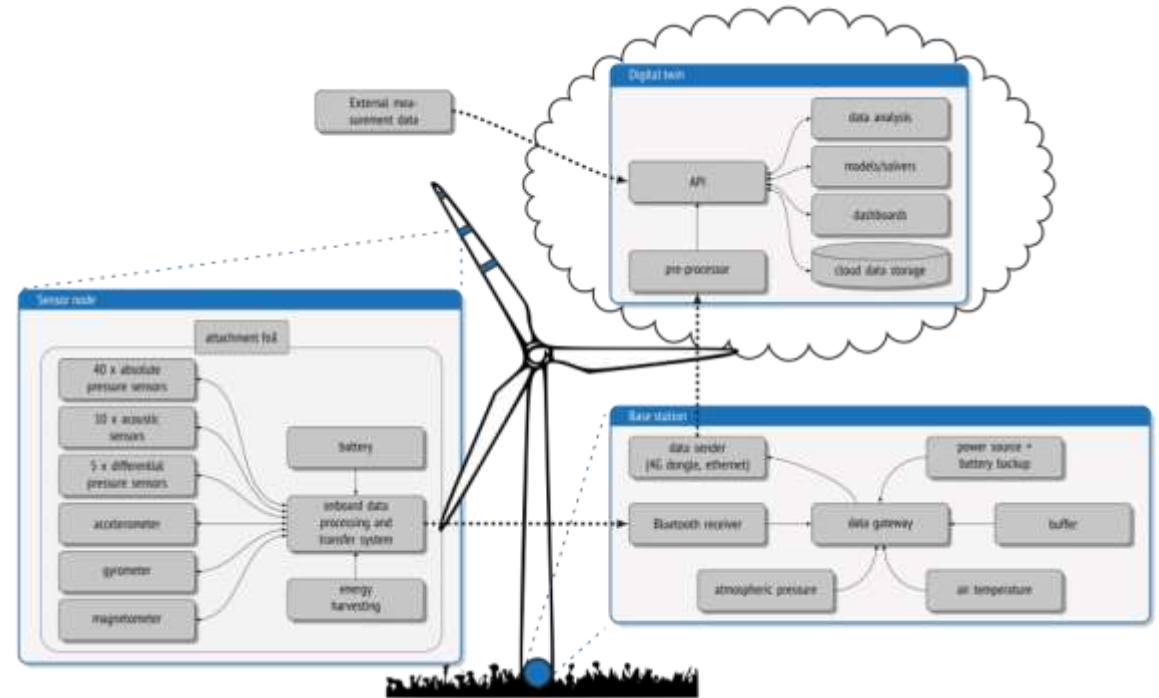 Digital twin
External mea-
surement data
API
data analysis
models/solvers
dashboards
cloud data storage
pre-processor
Sensor node
attachment foil
40 x absolute
pressure sensors
10 x acoustic
sensors
5 x differential
pressure sensors
accelerometer
gyrometer
magnetometer
battery
onboard data
processing and
transfer system
energy
harvesting
Base station
data sender
(4G dongle, ethernet)
power source +
battery backup
Bluetooth receiver
data gateway
buffer
atmospheric pressure
air temperature